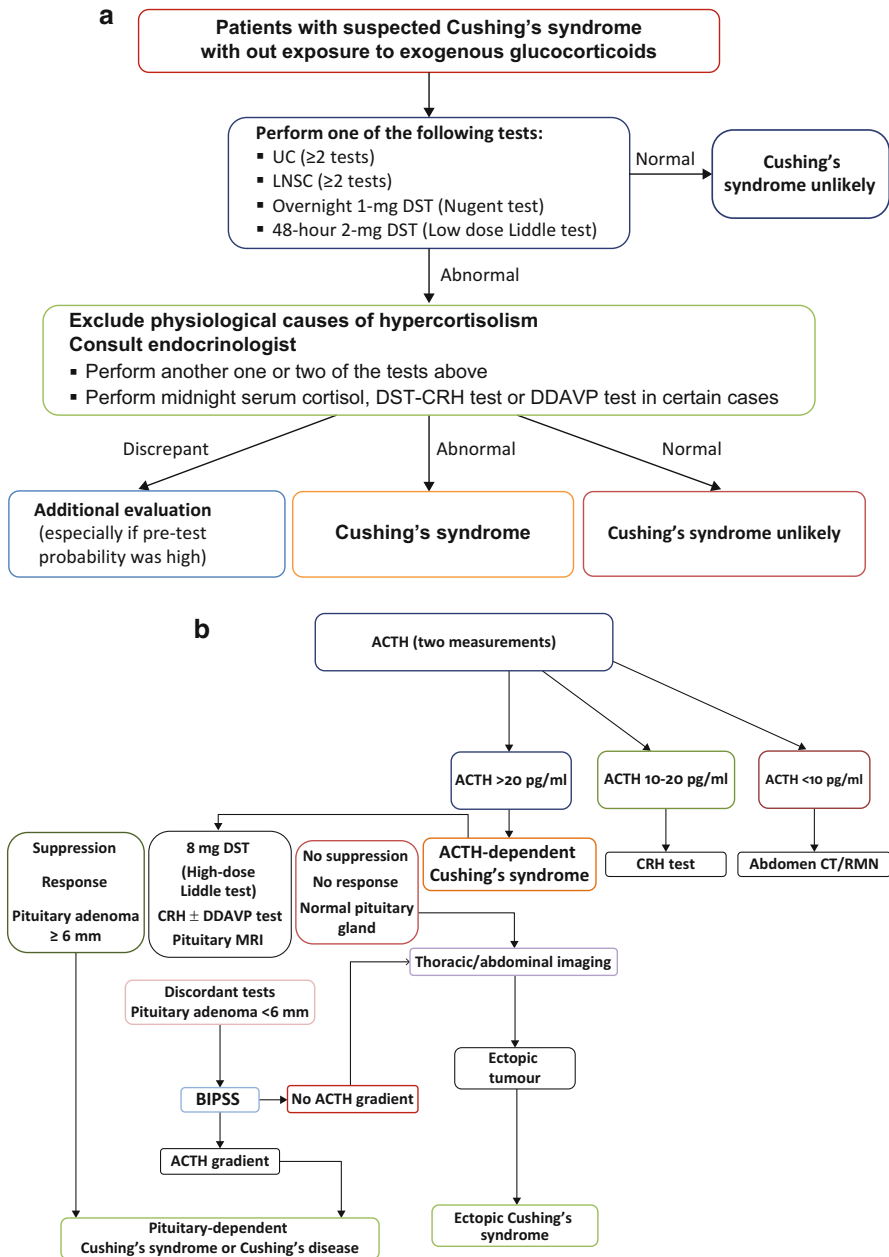 a
Patients with suspected Cushing's syndrome
with out exposure to exogenous glucocorticoids
Perform one of the following tests:
▪ UC (≥2 tests)
▪ LNSC (≥2 tests)
▪ Overnight 1-mg DST (Nugent test)
▪ 48-hour 2-mg DST (Low dose Liddle test)
Normal
Cushing's
syndrome unlikely
Abnormal
Exclude physiological causes of hypercortisolism
Consult endocrinologist
▪ Perform another one or two of the tests above
▪ Perform midnight serum cortisol, DST-CRH test or DDAVP test in certain cases
Discrepant
Abnormal
Normal
Additional evaluation
(especially if pre-test
probability was high)
Cushing's syndrome
Cushing's syndrome unlikely
b
ACTH (two measurements)
ACTH >20 pg/ml
ACTH 10-20 pg/ml
ACTH <10 pg/ml
Suppression
Response
Pituitary adenoma
≥ 6 mm
8 mg DST
(High-dose
Liddle test)
CRH ± DDAVP test
Pituitary MRI
No suppression
No response
Normal pituitary
gland
ACTH-dependent
Cushing's syndrome
CRH test
Abdomen CT/RMN
Thoracic/abdominal imaging
Discordant tests
Pituitary adenoma <6 mm
Ectopic
tumour
BIPSS
No ACTH gradient
ACTH gradient
Pituitary-dependent
Cushing's syndrome or Cushing's disease
Ectopic Cushing's
syndrome